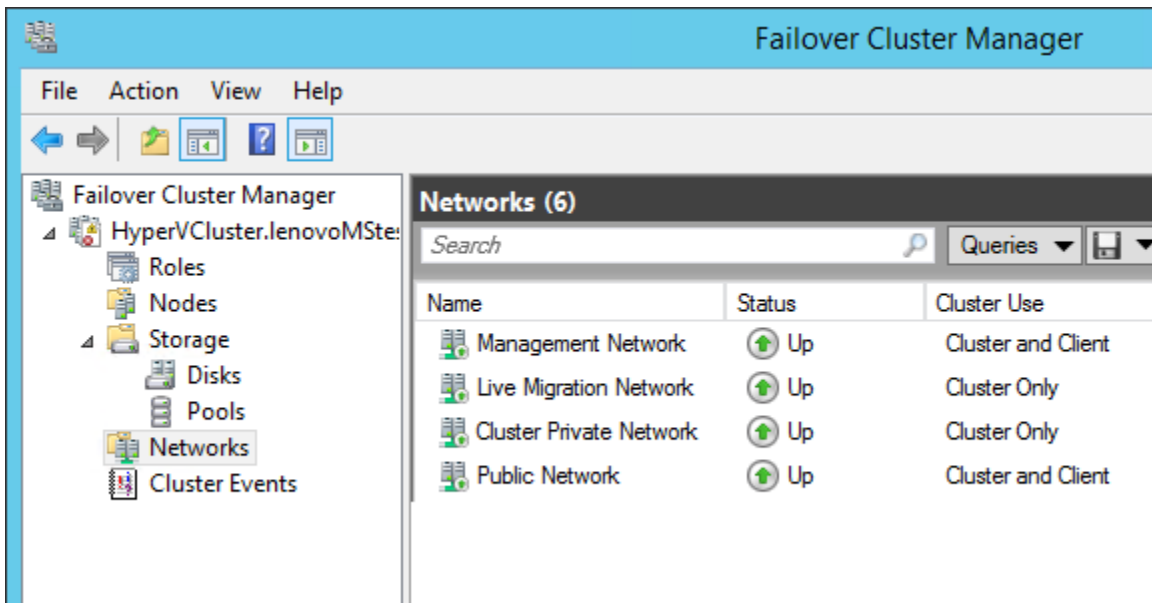 Failover Cluster Manager
File Action View Help
Failover Cluster Manager
HyperVCluster.lenovoMSte
Roles
Nodes
Storage
Disks
Pools
Networks
Cluster Events
Networks (6)
Search Queries
Name Status Cluster Use
Management Network Up Cluster and Client
Live Migration Network Up Cluster Only
Cluster Private Network Up Cluster Only
Public Network Up Cluster and Client